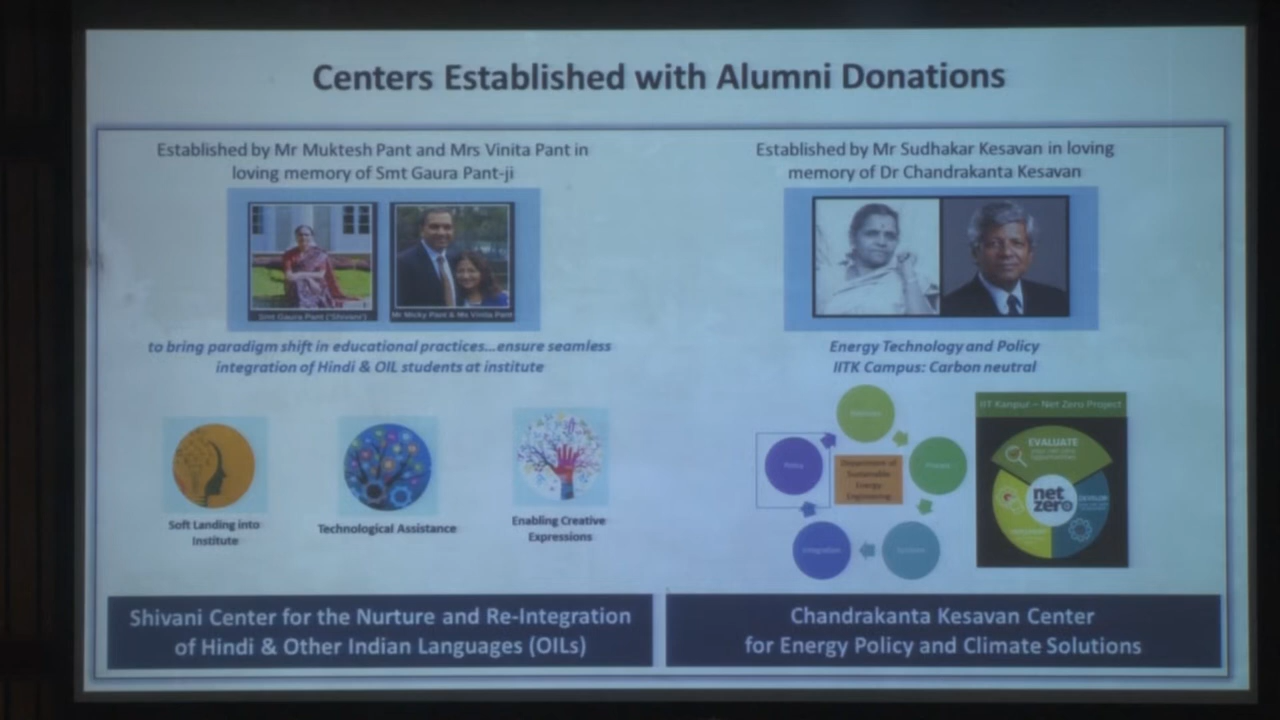 Centers Established with Alumni Donations
Established by Mr Muktesh Pant and Mrs Vinita Pant in
loving memory of Smt Gaura Pant-ji
Smt Gaura Pant ('Shivani')
Mr Micky Pant & Ms Vinita Pant
to bring paradigm shift in educational practices...ensure seamless
integration of Hindi & OIL students at institute
Soft Landing into
Institute
Technological Assistance
Enabling Creative
Expressions
Shivani Center for the Nurture and Re-Integration
of Hindi & Other Indian Languages (OILs)
Established by Mr Sudhakar Kesavan in loving
memory of Dr Chandrakanta Kesavan
Energy Technology and Policy
IITK Campus: Carbon neutral
Policy
Process
Integration
Department of
Sustainable
Energy
Engineering
IIT Kanpur – Net Zero Project
EVALUATE
net
zero
Chandrakanta Kesavan Center
for Energy Policy and Climate Solutions